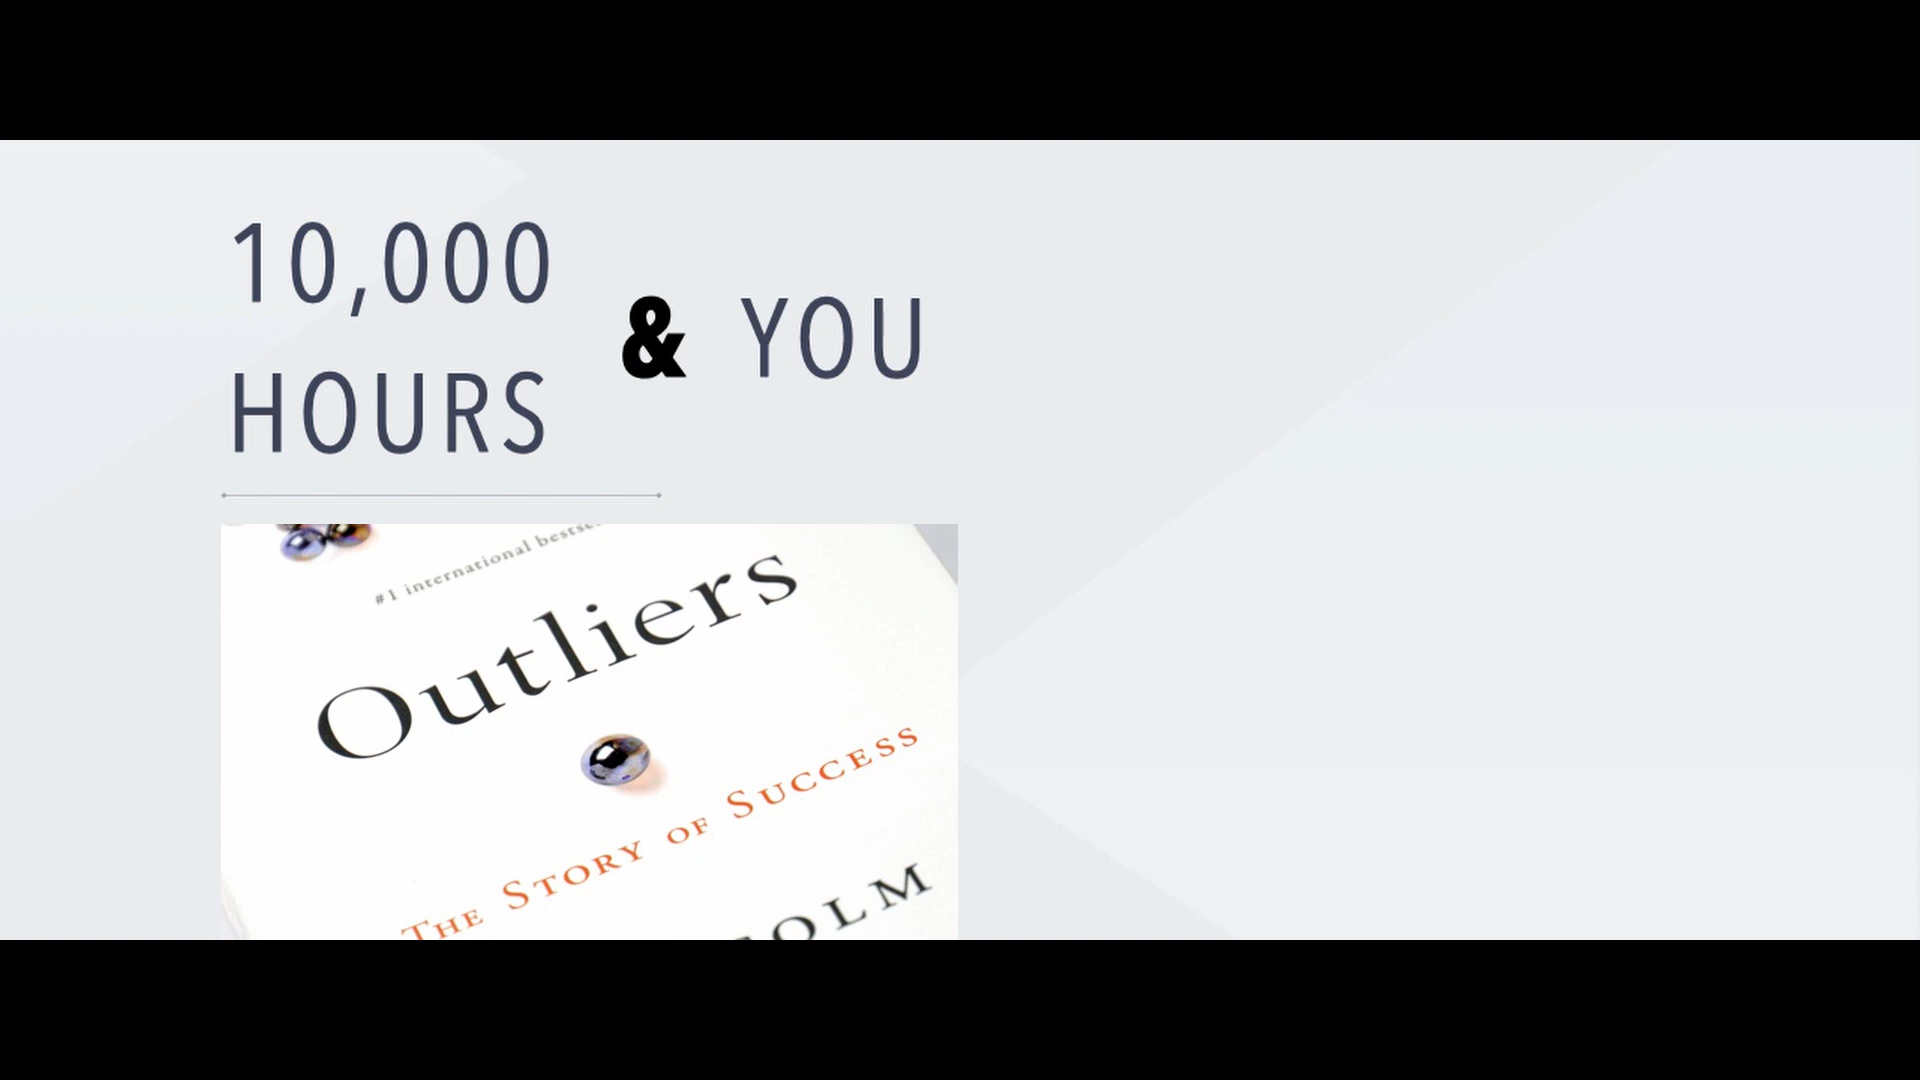 10,000
HOURS
& YOU
#1 international
Outliers
THE STORY OF SUCCESS